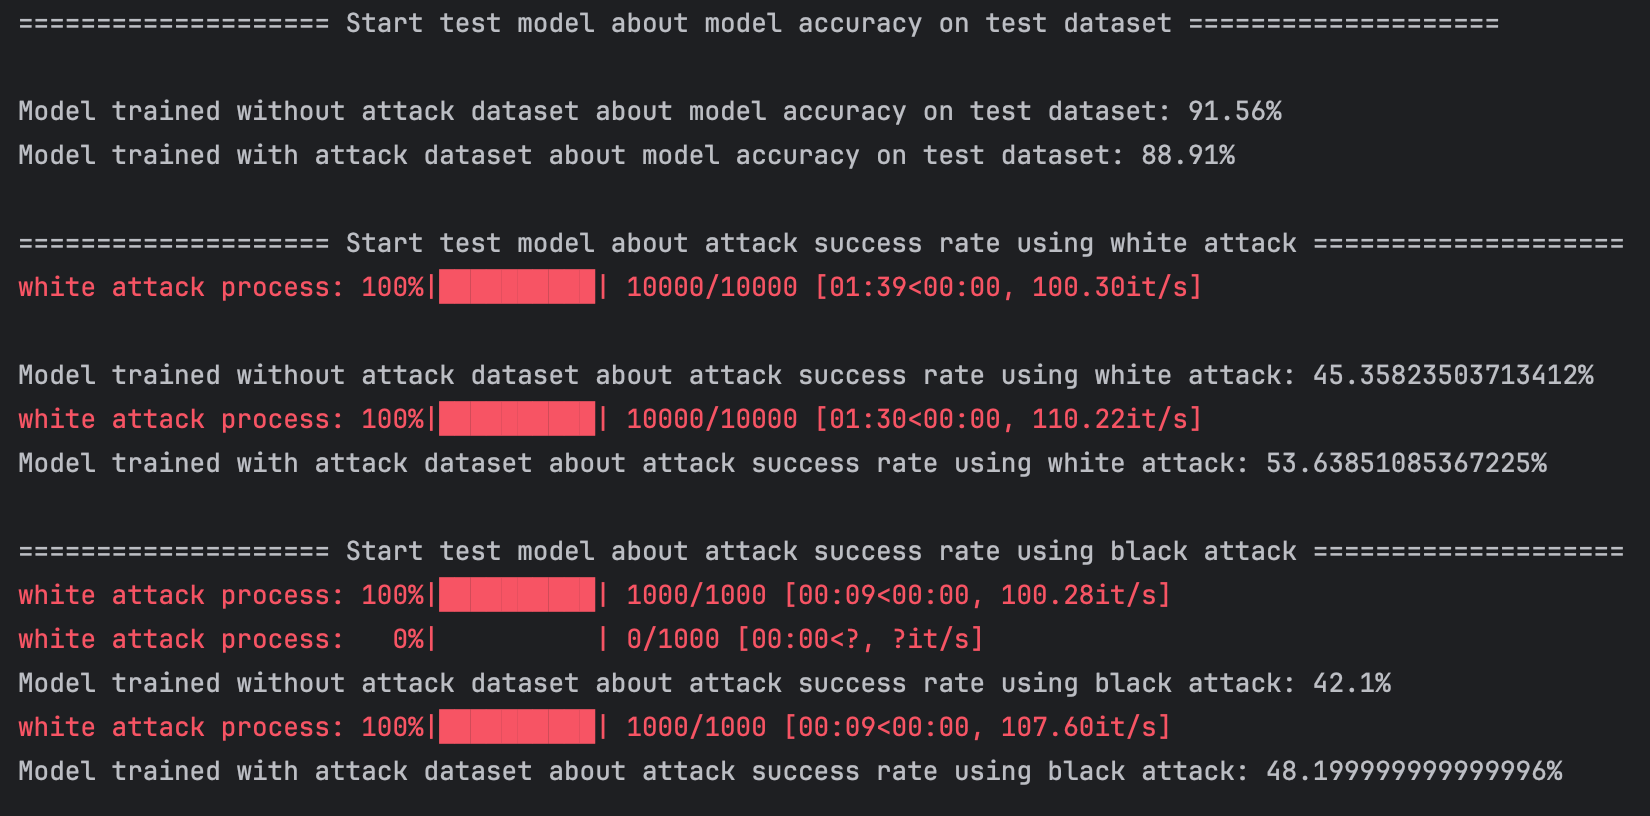 ==================== Start test model about model accuracy on test dataset ====================
Model trained without attack dataset about model accuracy on test dataset: 91.56%
Model trained with attack dataset about model accuracy on test dataset: 88.91%
==================== Start test model about attack success rate using white attack ====================
white attack process: 100%|██████████| 10000/10000 [01:39<00:00, 100.30it/s]
Model trained without attack dataset about attack success rate using white attack: 45.35823503713412%
white attack process: 100%|██████████| 10000/10000 [01:30<00:00, 110.22it/s]
Model trained with attack dataset about attack success rate using white attack: 53.63851085367225%
==================== Start test model about attack success rate using black attack ====================
white attack process: 100%|██████████| 1000/1000 [00:09<00:00, 100.28it/s]
white attack process:   0%|          | 0/1000 [00:00<?, ?it/s]
Model trained without attack dataset about attack success rate using black attack: 42.1%
white attack process: 100%|██████████| 1000/1000 [00:09<00:00, 107.60it/s]
Model trained with attack dataset about attack success rate using black attack: 48.199999999999996%